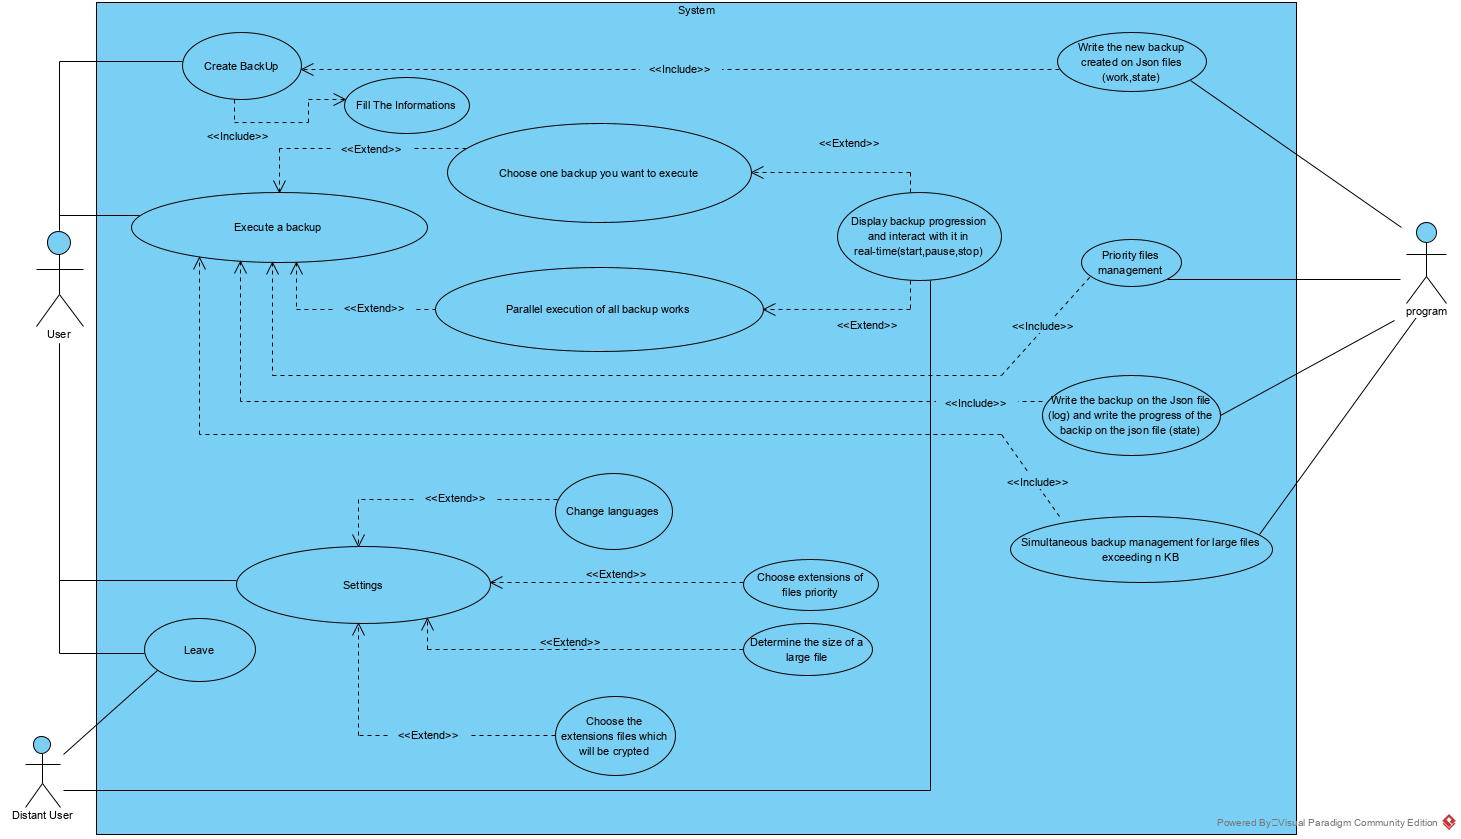 System
Create BackUp
<<Include>>
Write the new backup
created on Json files
(work,state)
Fill The Informations
<<Include>>
<<Extend>>
<<Extend>>
Choose one backup you want to execute
Execute a backup
Display backup progression
and interact with it in
real-time(start,pause,stop)
Priority files
management
User
program
<<Extend>>
Parallel execution of all backup works
<<Extend>>
<<Include>>
<<Include>>
Write the backup on the Json file
(log) and write the progress of the
backip on the json file (state)
<<Include>>
<<Extend>>
Change languages
Simultaneous backup management for large files
exceeding n KB
Settings
<<Extend>>
Choose extensions of
files priority
Leave
<<Extend>>
Determine the size of a
large file
<<Extend>>
Choose the
extensions files which
will be crypted
Distant User
Powered By Visual Paradigm Community Edition